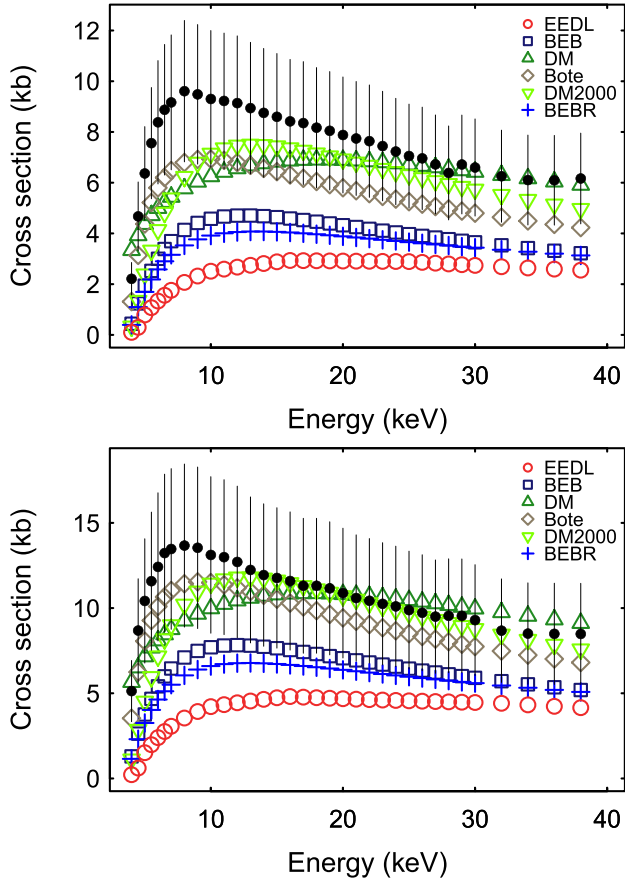 Cross section (kb)
12
10
8
6
4
2
0
EEDL
BEB
DM
Bote
DM2000
BEBR
10
20
30
40
Energy (keV)
Cross section (kb)
15
10
5
0
EEDL
BEB
DM
Bote
DM2000
BEBR
10
20
30
40
Energy (keV)